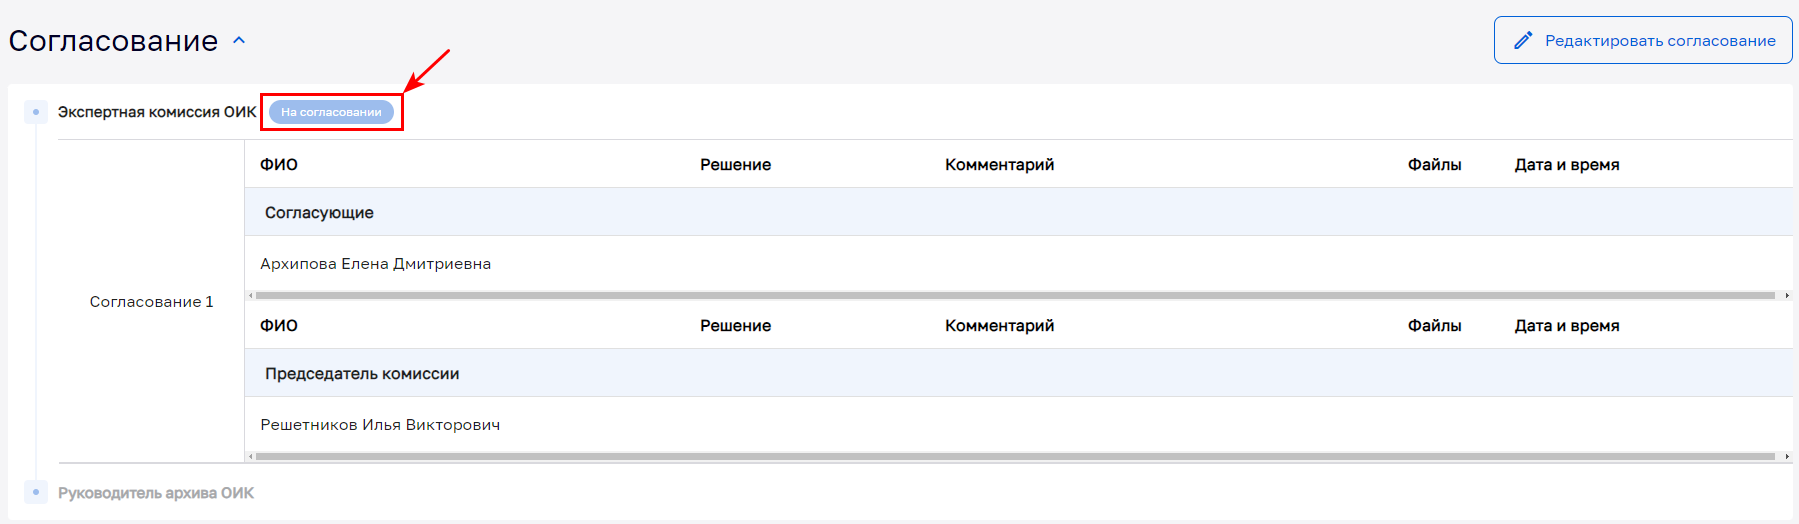 Согласование
Редактировать согласование
Экспертная комиссия ОИК На согласовании
ФИО Решение Комментарий Файлы Дата и время
Согласующие
Архипова Елена Дмитриевна
Согласование 1
ФИО Решение Комментарий Файлы Дата и время
Председатель комиссии
Решетников Илья Викторович
Руководитель архива ОИК